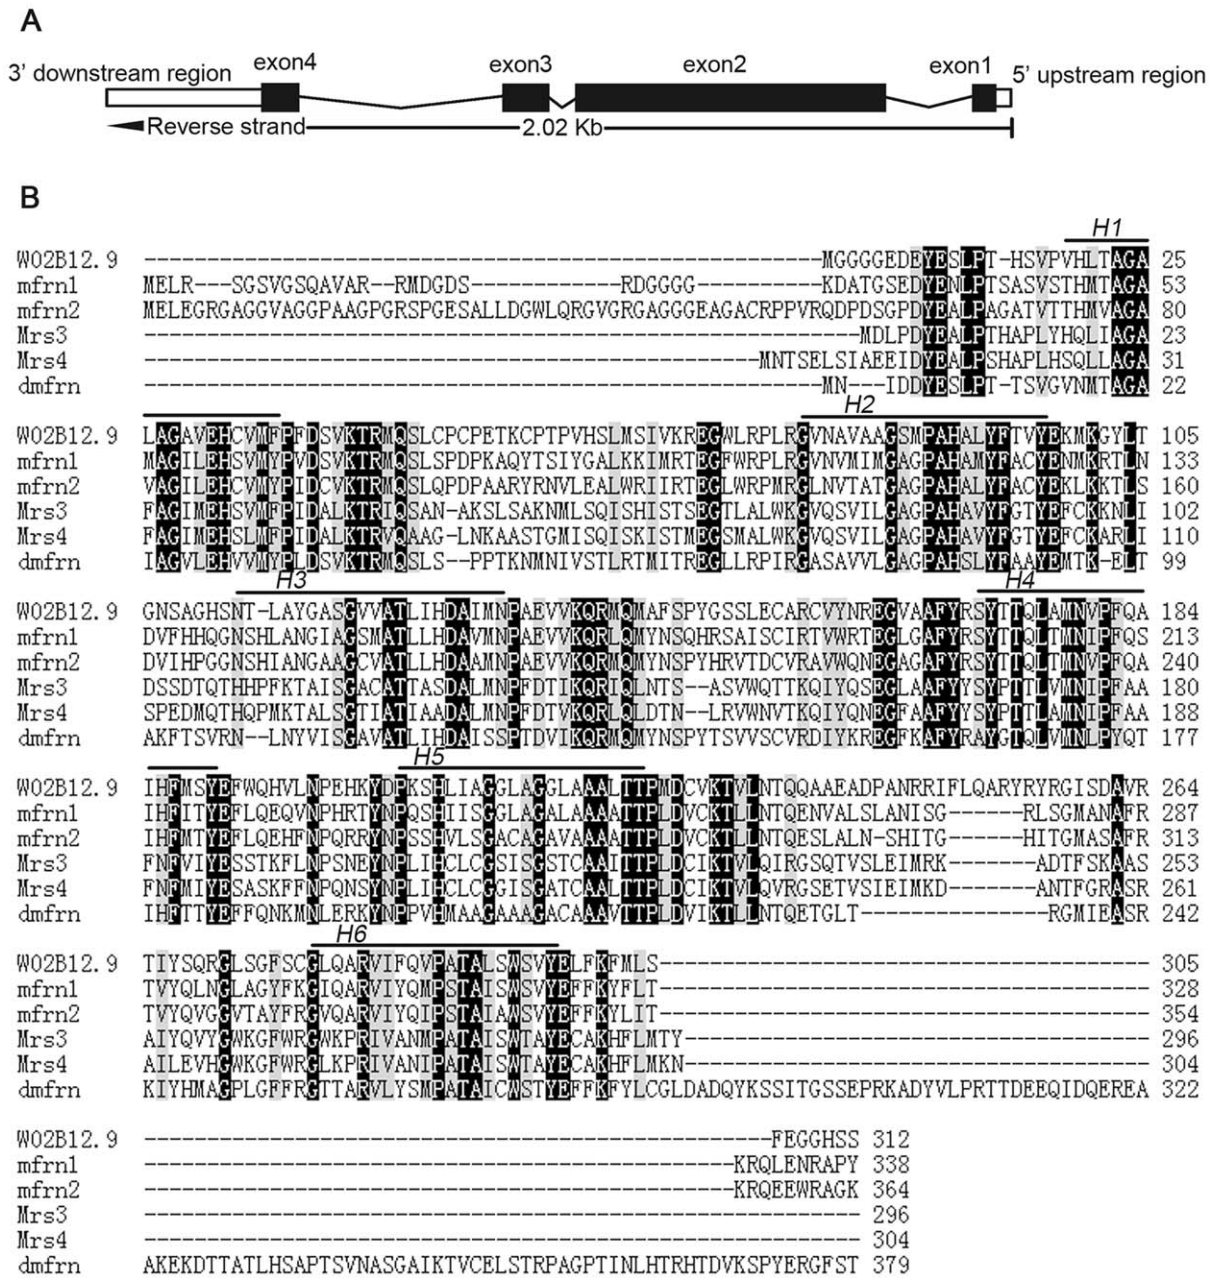 A
3' downstream region exon4 exon3 exon2 exon1 5' upstream region
Reverse strand 2.02 Kb
B
H1
W02B12.9 ------------------------------------------------------MGGGGEDEYESLPT-HSVPVHLTAGA 25
mfrn1 MELR---SGSVGSQAVAR--RMDGDS------------RDGGGG----------KDATGSEDYENLPTSASVSTHMTAGA 53
mfrn2 MELEGRGAGGVAGGPAAGPGRSPGESALLDGWLQRGVGRGAGGGEAGACRPPVRQDPDSGPDYEALPAGATVTTHMVAGA 80
Mrs3 ---------------------------------------------------------MDLPDYEALPTHAPLYHQLIAGA 23
Mrs4 -------------------------------------------------MNTSELSIAEEIDYEALPSHAPLHSQLLAGA 31
dmfrn ------------------------------------------------------MN---IDDYESLPT-TSVGVNMTAGA 22
H2
W02B12.9 LAGAVEHCVMFPFDSVKTRMQSLCPCPETKCPTPVHSLMSIVKREGWLRPLRGVNAVAAGSMPAHALYFTVYEKMKGYLT 105
mfrn1 MAGILEHSVMYPVDSVKTRMQSLSPDPKAQYTSIYGALKKIMRTEGFWRPLRGVNVMIMGAGPAHAMYFACYENMKRTLN 133
mfrn2 VAGILEHCVMYPIDCVKTRMQSLQPDPAARYRNVLEALWRIIRTEGLWRPMRGLNVTATGAGPAHALYFACYEKLKKTLS 160
Mrs3 FAGIMEHSVMFPIDALKTRIQSAN-AKSLSAKNMLSQISHISTSEGTLALWKGVQSVILGAGPAHAVYFGTYEFCKKNLI 102
Mrs4 FAGIMEHSLMFPIDALKTRVQAAG-LNKAASTGMISQISKISTMEGSMALWKGVQSVILGAGPAHAVYFGTYEFCKARLI 110
dmfrn IAGVLEHVVMYPLDSVKTRMQSLS--PPTKNMNIVSTLRTMITREGLLRPIRGASAVVLGAGPAHSLYFAAYEMTK-ELT 99
H3 H4
W02B12.9 GNSAGHSNT-LAYGASGVVATLIHDAIMNPAEVVKQRMQMAFSPYGSSLECARCVYNREGVAAFYRSYTTQLAMNVPFQA 184
mfrn1 DVFHHQGNSHLANGIAGSMATLLHDAVMNPAEVVKQRLQMYNSQHRSAISCIRTVWRTEGLGAFYRSYTTQLTMNIPFQS 213
mfrn2 DVIHPGGNSHIANGAAGCVATLLHDAAMNPAEVVKQRMQMYNSPYHRVTDCVRAVWQNEGAGAFYRSYTTQLTMNVPFQA 240
Mrs3 DSSDTQTHHPFKTAISGACATTASDALMNPFDTIKQRIQLNTS--ASVWQTTKQIYQSEGLAAFYYSYPTTLVMNIPFAA 180
Mrs4 SPEDMQTHQPMKTALSGTIATIAADALMNPFDTVKQRLQLDTN--LRVWNVTKQIYQNEGFAAFYYSYPTTLAMNIPFAA 188
dmfrn AKFTSVRN--LNYVISGAVATLIHDAISSPTDVIKQRMQMYNSPYTSVVSCVRDIYKREGFKAFYRAYGTQLVMNLPYQT 177
H5
W02B12.9 IHFMSYEFWQHVLNPEHKYDPKSHLIAGGLAGGLAAALTTPMDCVKTVLNTQQAAEADPANRRIFLQARYRYRGISDAVR 264
mfrn1 IHFITYEFLQEQVNPHRTYNPQSHIISGGLAGALAAAATTPLDVCKTLLNTQENVALSLANISG------RLSGMANAFR 287
mfrn2 IHFMTYEFLQEHFNPQRRYNPSSHVLSGACAGAVAAAATTPLDVCKTLLNTQESLALN-SHITG------HITGMASAFR 313
Mrs3 FNFVIYESSTKFLNPSNEYNPLIHCLCGSISGSTCAAITTPLDCIKTVLQIRGSQTVSLEIMRK-------ADTFSKAAS 253
Mrs4 FNFMIYESASKFFNPQNSYNPLIHCLCGGISGATCAALTTPLDCIKTVLQVRGSETVSIEIMKD-------ANTFGRASR 261
dmfrn IHFTTYEFFQNKMNLERKYNPPVHMAAGAAAGACAAAVTTPLDVIKTLLNTQETGLT---------------RGMIEASR 242
H6
W02B12.9 TIYSQRGLSGFSCGLQARVIFQVPATALSWSVYELFKFMLS--------------------------------------- 305
mfrn1 TVYQLNGLAGYFKGIQARVIYQMPSTAISWSVYEFFKYFLT--------------------------------------- 328
mfrn2 TVYQVGGVTAYFRGVQARVIYQIPSTAIAWSVYEFFKYLIT--------------------------------------- 354
Mrs3 AIYQVYGWKGFWRGWKPRIVANMPATAISWTAYECAKHFLMTY------------------------------------- 296
Mrs4 AILEVHGWKGFWRGLKPRIVANIPATAISWTAYECAKHFLMKN------------------------------------- 304
dmfrn KIYHMAGPLGFFRGTTARVLYSMPATAICWSTYEFFKFYLCGLDADQYKSSITGSSEPRKADYVLPRTTDEEQIDQEREA 322
W02B12.9 --------------------------------------------------FEGGHSS 312
mfrn1 -----------------------------------------------KRQLENRAPY 338
mfrn2 -----------------------------------------------KRQEEWRAGK 364
Mrs3 --------------------------------------------------------- 296
Mrs4 --------------------------------------------------------- 304
dmfrn AKEKDTTATLHSAPTSVNASGAIKTVCELSTRPAGPTINLHTRHTDVKSPYERGFST 379